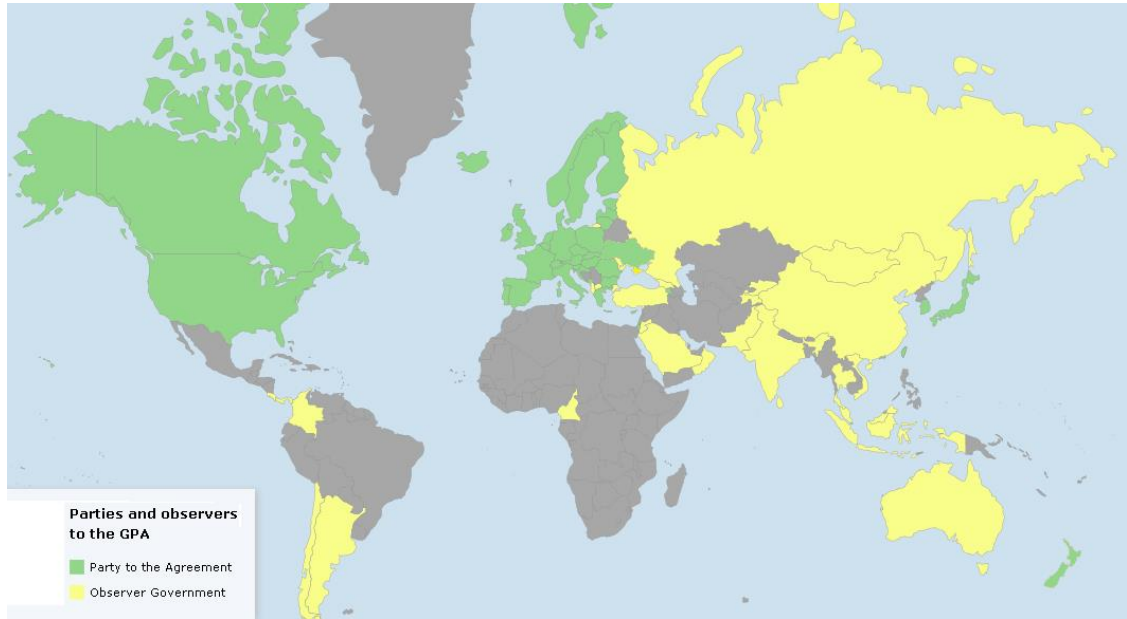 Parties and observers
to the GPA
Party to the Agreement
Observer Government